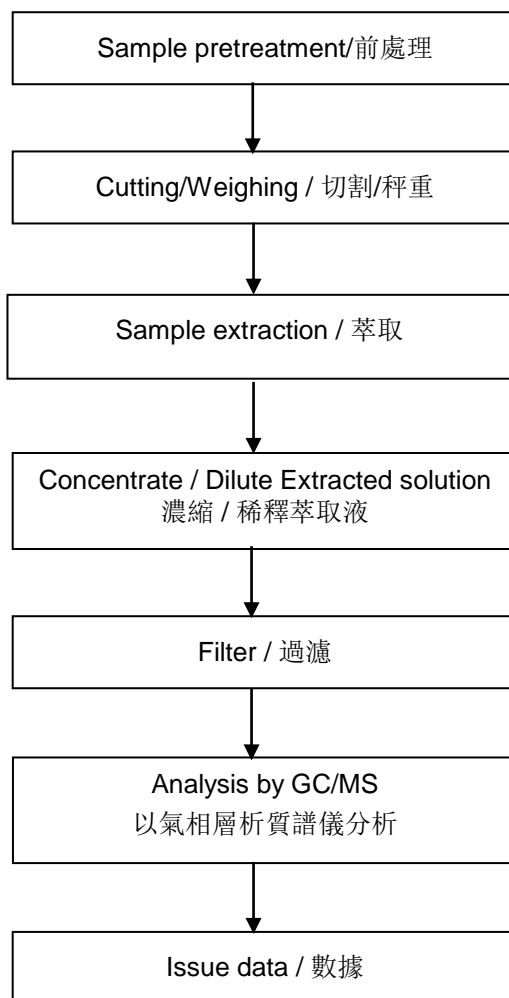 Sample pretreatment/前處理
Cutting/Weighing / 切割/秤重
Sample extraction / 萃取
Concentrate / Dilute Extracted solution
濃縮 / 稀釋萃取液
Filter / 過濾
Analysis by GC/MS
以氣相層析質譜儀分析
Issue data / 數據